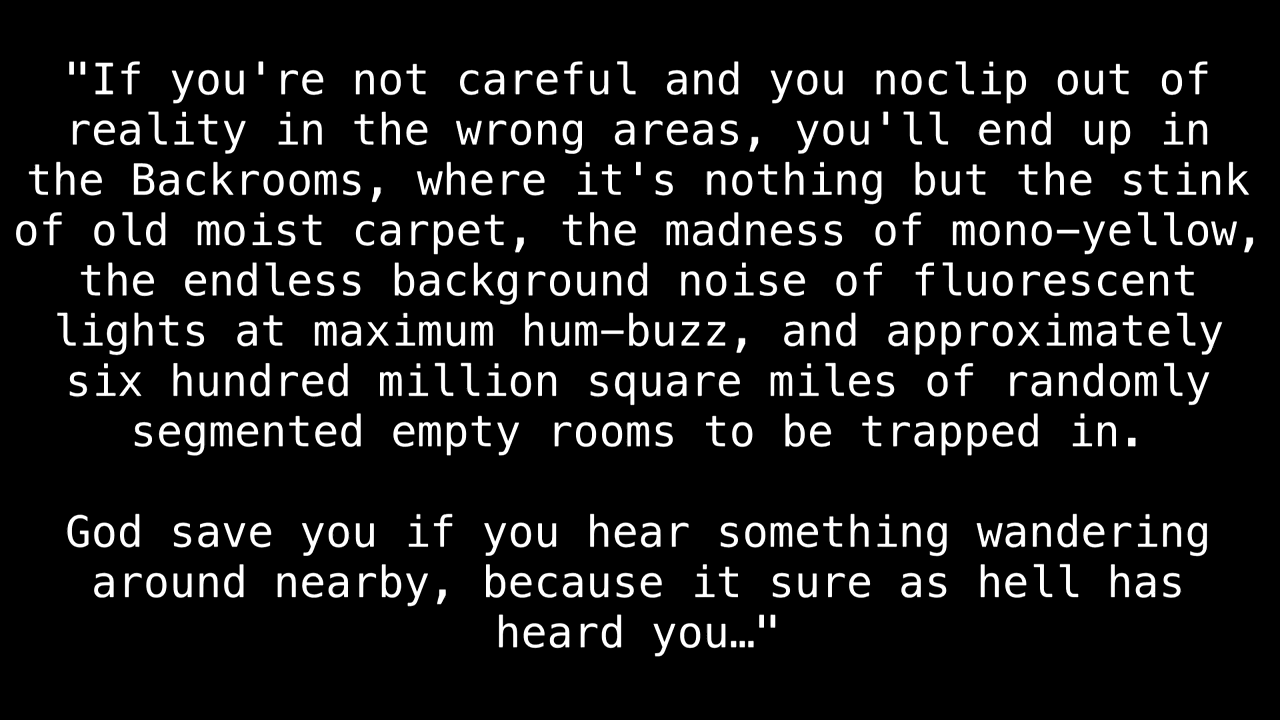 "If you're not careful and you noclip out of
reality in the wrong areas, you'll end up in
the Backrooms, where it's nothing but the stink
of old moist carpet, the madness of mono–yellow,
the endless background noise of fluorescent
lights at maximum hum–buzz, and approximately
six hundred million square miles of randomly
segmented empty rooms to be trapped in.
God save you if you hear something wandering
around nearby, because it sure as hell has
heard you…"